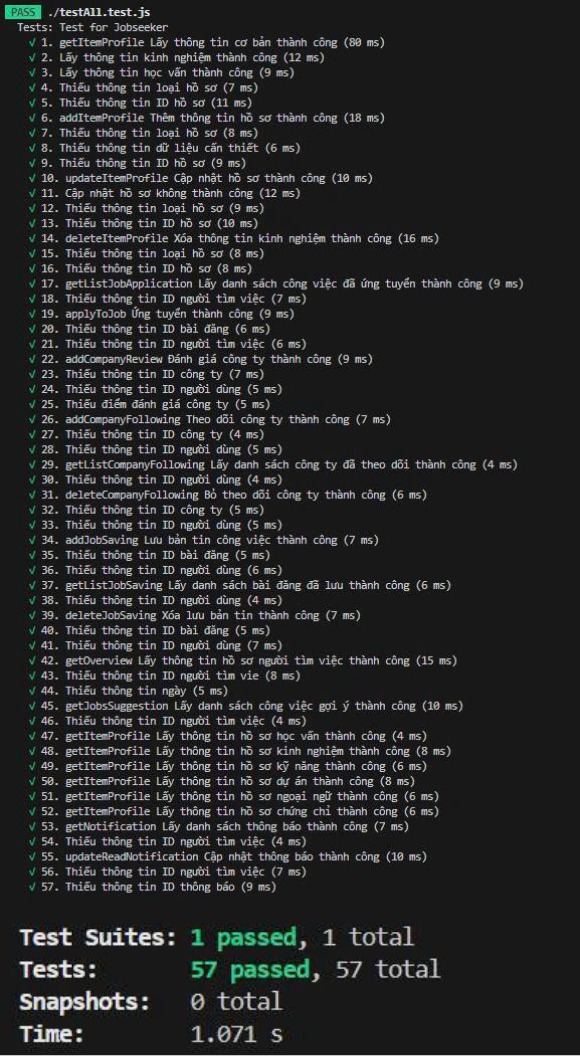 PASS ./testAll.test.js
Tests: Test for Jobseeker
√ 1. getItemProfile Lấy thông tin cơ bản thành công (80 ms)
√ 2. Lấy thông tin kinh nghiệm thành công (12 ms)
√ 3. Lấy thông tin học vấn thành công (9 ms)
√ 4. Thiếu thông tin loại hồ sơ (7 ms)
√ 5. Thiếu thông tin ID hồ sơ (11 ms)
√ 6. addItemProfile Thêm thông tin hồ sơ thành công (18 ms)
√ 7. Thiếu thông tin loại hồ sơ (8 ms)
√ 8. Thiếu thông tin dữ liệu cần thiết (6 ms)
√ 9. Thiếu thông tin ID hồ sơ (9 ms)
√ 10. updateItemProfile Cập nhật hồ sơ thành công (10 ms)
√ 11. Cập nhật hồ sơ không thành công (12 ms)
√ 12. Thiếu thông tin loại hồ sơ (9 ms)
√ 13. Thiếu thông tin ID hồ sơ (10 ms)
√ 14. deleteItemProfile Xóa thông tin kinh nghiệm thành công (16 ms)
√ 15. Thiếu thông tin loại hồ sơ (8 ms)
√ 16. Thiếu thông tin ID hồ sơ (8 ms)
√ 17. getListJobApplication Lấy danh sách công việc đã ứng tuyển thành công (9 ms)
√ 18. Thiếu thông tin ID người tìm việc (7 ms)
√ 19. applyToJob Ứng tuyển thành công (9 ms)
√ 20. Thiếu thông tin ID bài đăng (6 ms)
√ 21. Thiếu thông tin ID người tìm việc (6 ms)
√ 22. addCompanyReview Đánh giá công ty thành công (9 ms)
√ 23. Thiếu thông tin ID công ty (7 ms)
√ 24. Thiếu thông tin ID người dùng (5 ms)
√ 25. Thiếu điểm đánh giá công ty (5 ms)
√ 26. addCompanyFollowing Theo dõi công ty thành công (7 ms)
√ 27. Thiếu thông tin ID công ty (4 ms)
√ 28. Thiếu thông tin ID người dùng (5 ms)
√ 29. getListCompanyFollowing Lấy danh sách công ty đã theo dõi thành công (4 ms)
√ 30. Thiếu thông tin ID người dùng (4 ms)
√ 31. deleteCompanyFollowing Bỏ theo dõi công ty thành công (6 ms)
√ 32. Thiếu thông tin ID công ty (5 ms)
√ 33. Thiếu thông tin ID người dùng (5 ms)
√ 34. addJobSaving Lưu bản tin công việc thành công (7 ms)
√ 35. Thiếu thông tin ID bài đăng (5 ms)
√ 36. Thiếu thông tin ID người dùng (6 ms)
√ 37. getListJobSaving Lấy danh sách bài đăng đã lưu thành công (6 ms)
√ 38. Thiếu thông tin ID người dùng (4 ms)
√ 39. deleteJobSaving Xóa lưu bản tin thành công (7 ms)
√ 40. Thiếu thông tin ID bài đăng (5 ms)
√ 41. Thiếu thông tin ID người dùng (7 ms)
√ 42. getOverview Lấy thông tin hồ sơ người tìm việc thành công (15 ms)
√ 43. Thiếu thông tin ID người tìm vie (8 ms)
√ 44. Thiếu thông tin ngày (5 ms)
√ 45. getJobsSuggestion Lấy danh sách công việc gợi ý thành công (10 ms)
√ 46. Thiếu thông tin ID người tìm việc (4 ms)
√ 47. getItemProfile Lấy thông tin hồ sơ học vấn thành công (4 ms)
√ 48. getItemProfile Lấy thông tin hồ sơ kinh nghiệm thành công (8 ms)
√ 49. getItemProfile Lấy thông tin hồ sơ kỹ năng thành công (6 ms)
√ 50. getItemProfile Lấy thông tin hồ sơ dự án thành công (8 ms)
√ 51. getItemProfile Lấy thông tin hồ sơ ngoại ngữ thành công (6 ms)
√ 52. getItemProfile Lấy thông tin hồ sơ chứng chỉ thành công (6 ms)
√ 53. getNotification Lấy danh sách thông báo thành công (7 ms)
√ 54. Thiếu thông tin ID người tìm việc (4 ms)
√ 55. updateReadNotification Cập nhật thông báo thành công (10 ms)
√ 56. Thiếu thông tin ID người tìm việc (7 ms)
√ 57. Thiếu thông tin ID thông báo (9 ms)
Test Suites: 1 passed, 1 total
Tests: 57 passed, 57 total
Snapshots: 0 total
Time: 1.071 s